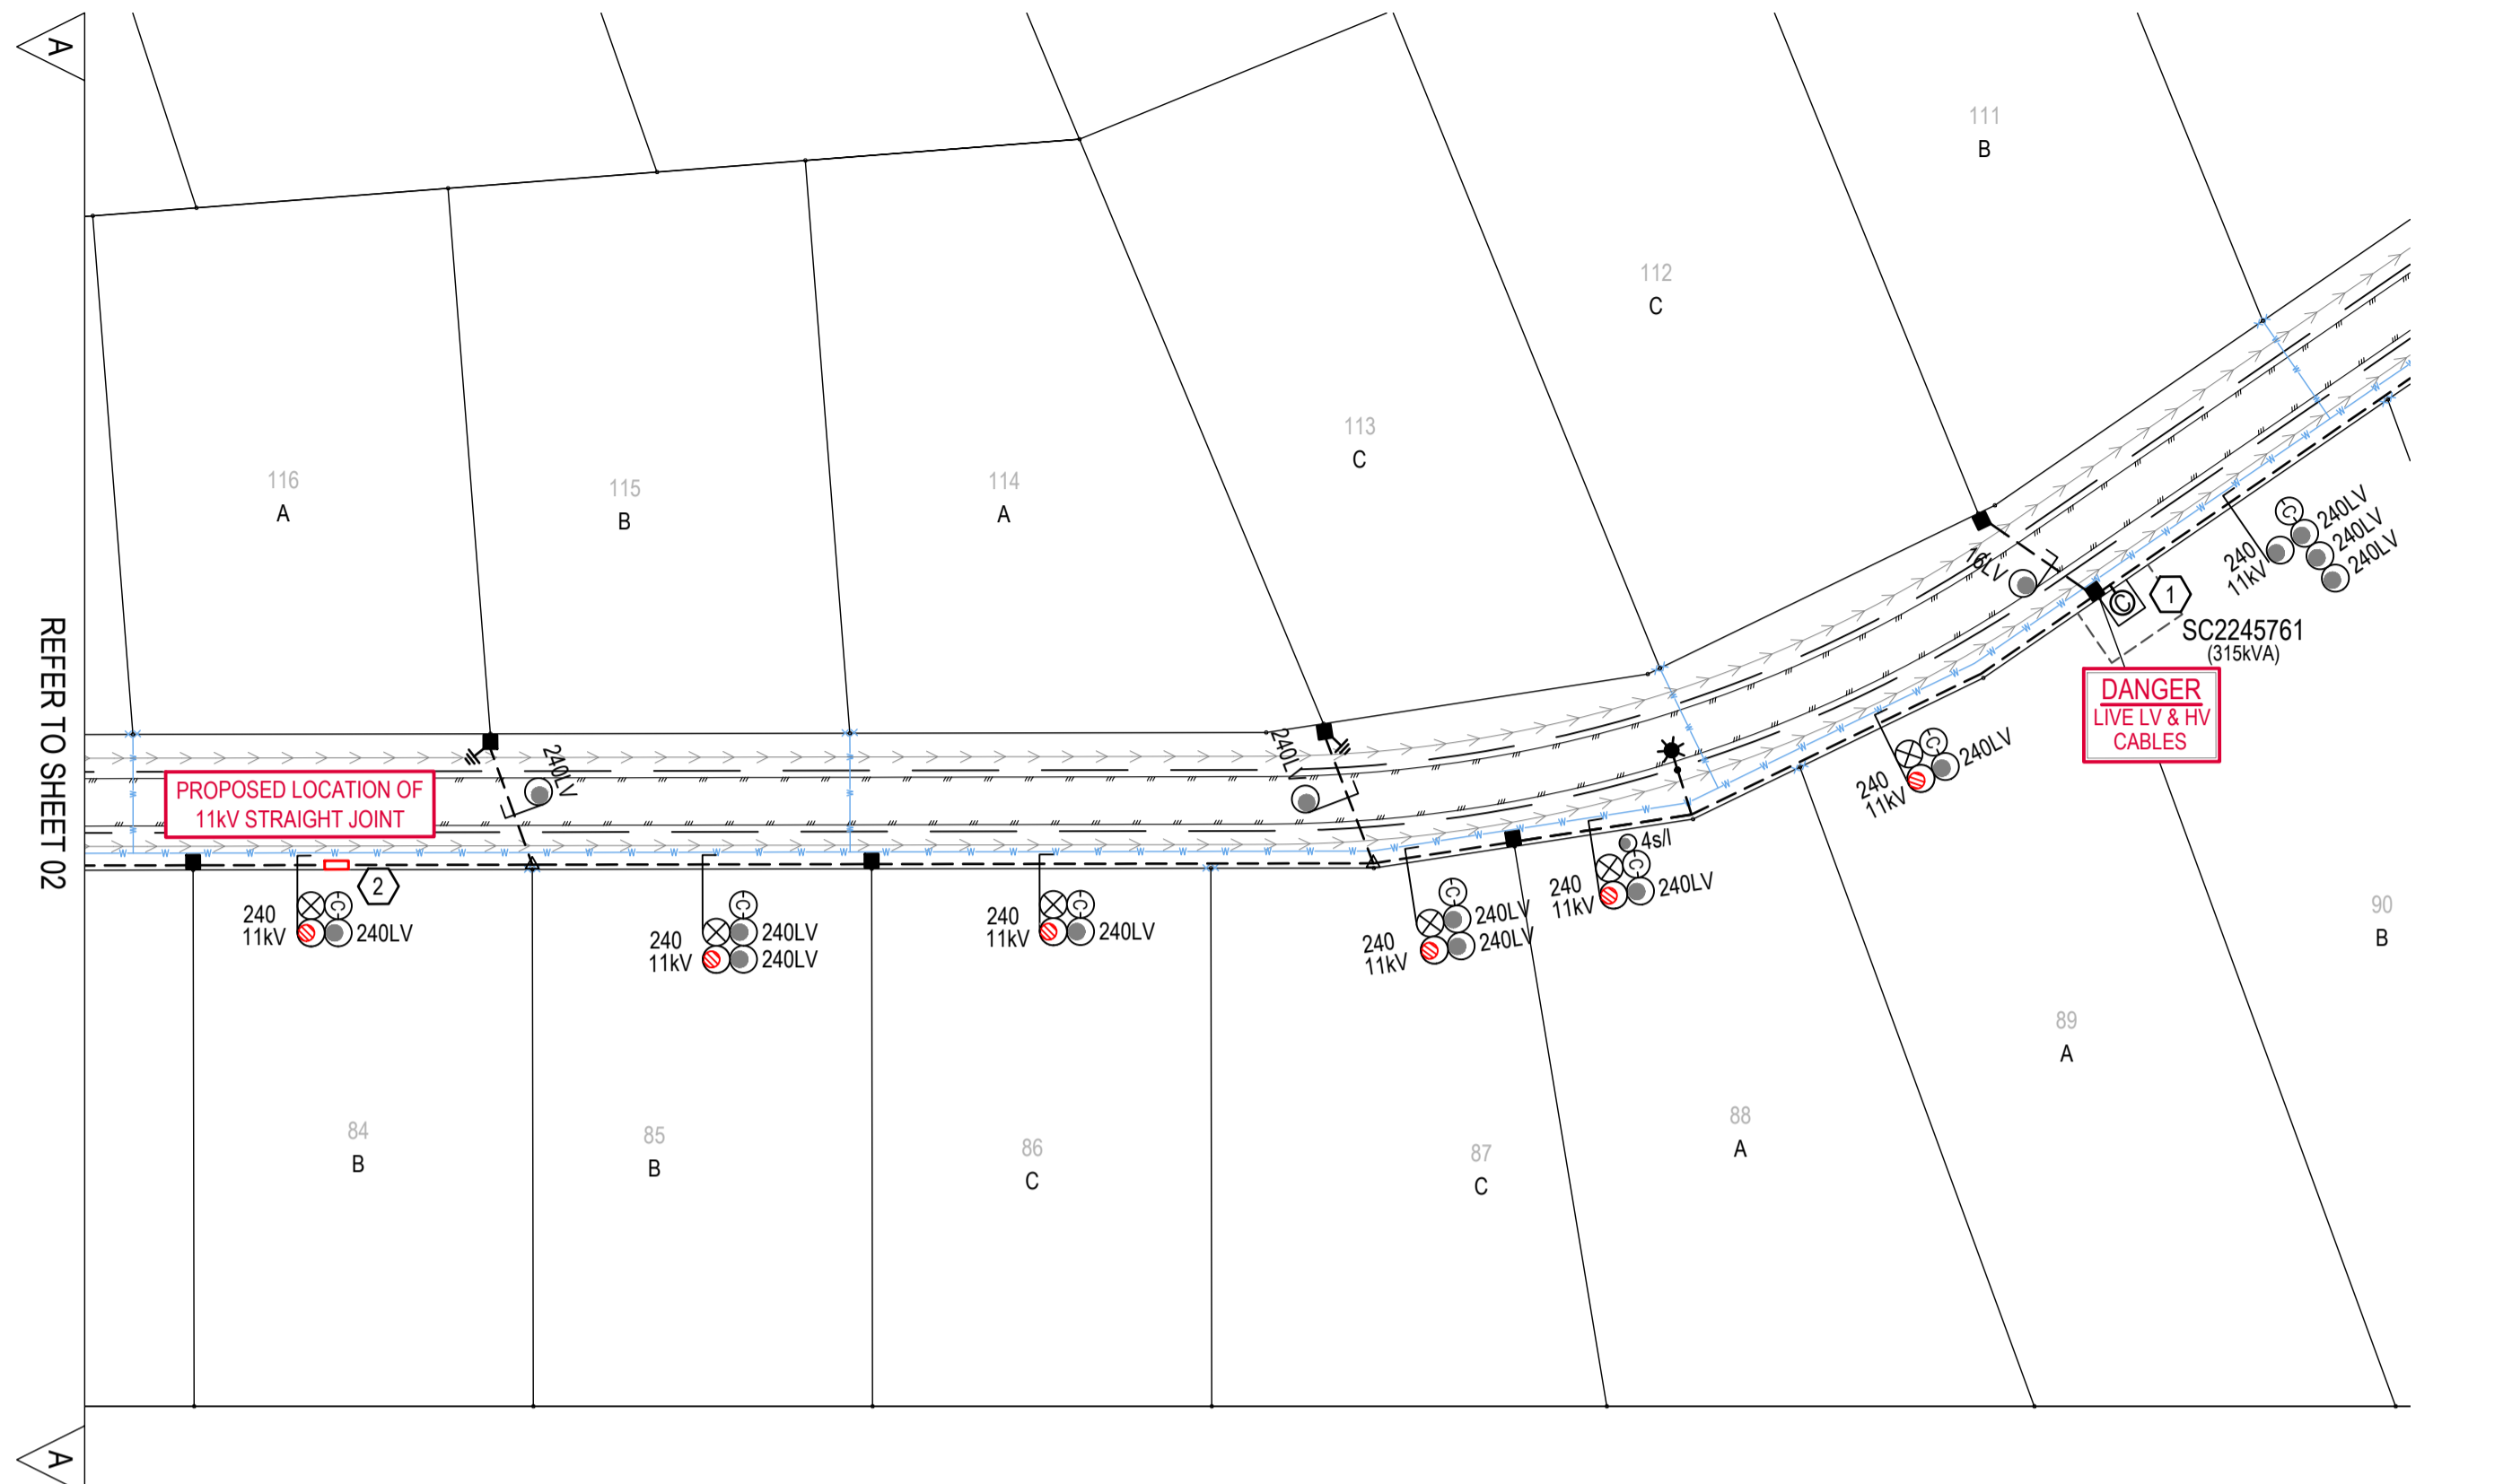 A
111
B
112
C
113
C
116
A
115
B
114
A
240LV
240LV
240LV
240
11kV
16LV
1
SC2245761
(315kVA)
DANGER
LIVE LV & HV
CABLES
REFER TO SHEET 02
PROPOSED LOCATION OF
11kV STRAIGHT JOINT
240LV
240LV
240LV
240
11kV
2
240
11kV
240LV
240
11kV
240LV
240LV
240
11kV
240LV
240
11kV
240LV
240LV
4s/l
240
11kV
240LV
90
B
89
A
88
A
84
B
85
B
86
C
87
C
A